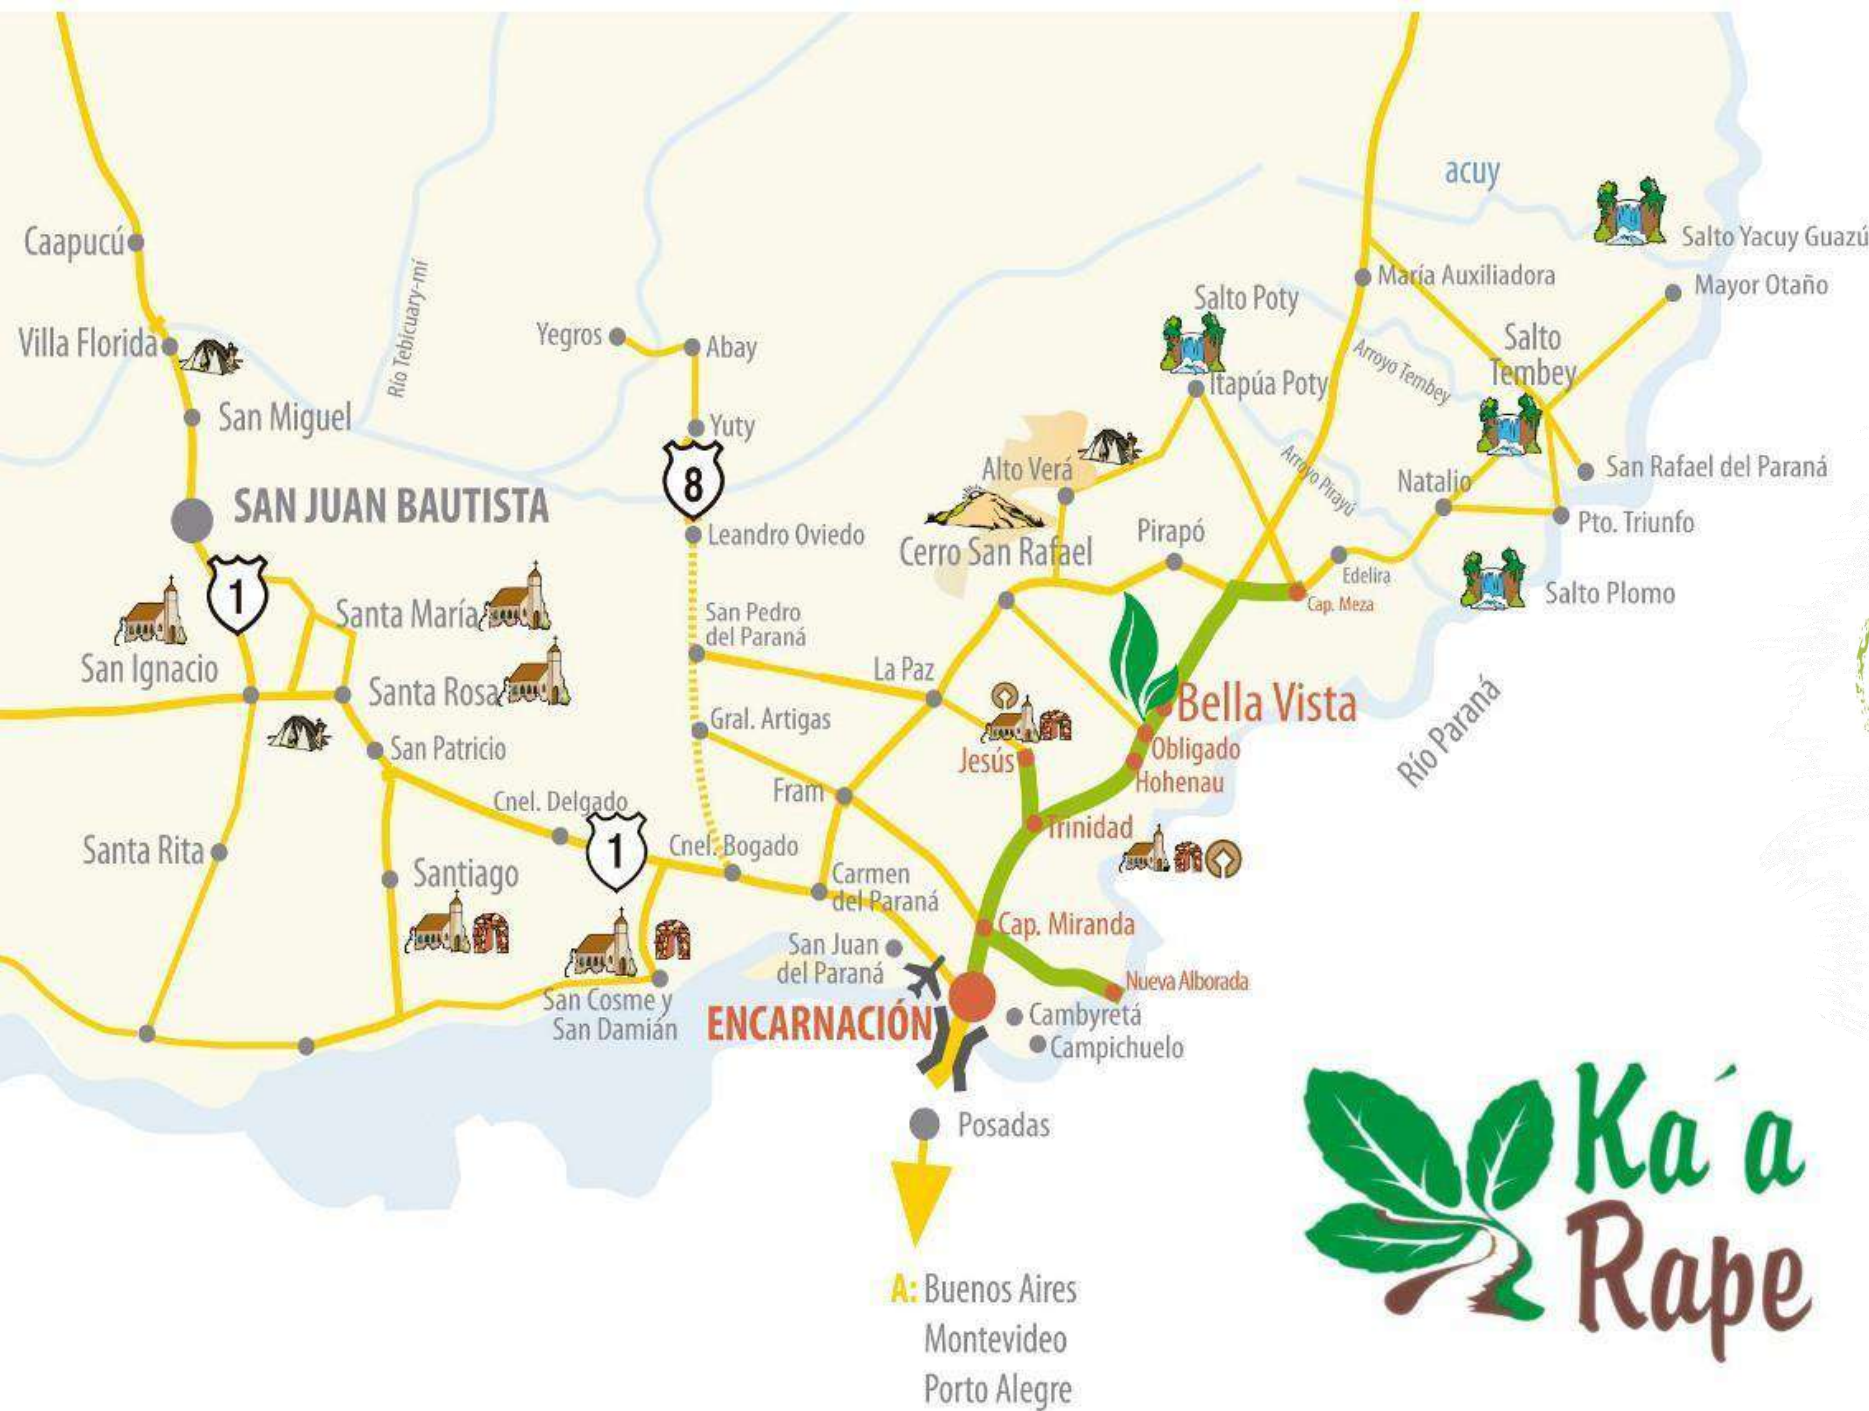 acuy
Salto Yacuy Guazú
Caapucú
María Auxiliadora
Mayor Otaño
Río Tebicuary-mí
Salto Poty
Villa Florida
Yegros
Abay
Salto
Tembey
Arroyo Tembey
Itapúa Poty
San Miguel
Yuty
Alto Verá
Arroyo Pirayú
Natalio
San Rafael del Paraná
8
SAN JUAN BAUTISTA
Leandro Oviedo
Cerro San Rafael
Pirapó
Pto. Triunfo
Edelira
Salto Plomo
Cap. Meza
1
Santa María
San Pedro
del Paraná
San Ignacio
La Paz
Santa Rosa
Bella Vista
Río Paraná
Gral. Artigas
San Patricio
Jesús
Obligado
Hohenau
Cnel. Delgado
Fram
Trinidad
Santa Rita
1
Cnel. Bogado
Santiago
Carmen
del Paraná
Cap. Miranda
San Juan
del Paraná
Nueva Alborada
San Cosme y
San Damián
ENCARNACIÓN
Cambyretá
Campichuelo
Posadas
A: Buenos Aires
Montevideo
Porto Alegre
Ka´a
Rape